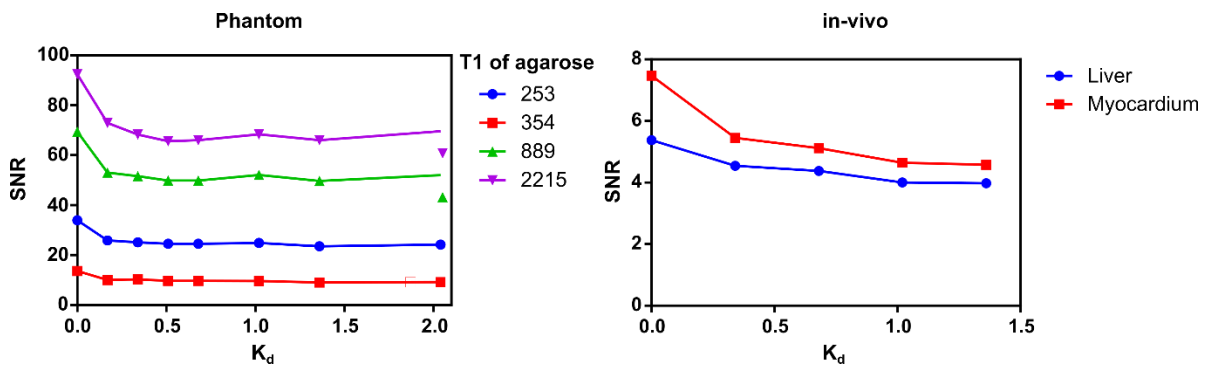 Phantom
in-vivo
100
80
60
40
20
0
SNR
0.0 0.5 1.0 1.5 2.0
K_d
T1 of agarose
253
354
889
2215
8
6
4
2
0
SNR
0.0 0.5 1.0 1.5
K_d
Liver
Myocardium